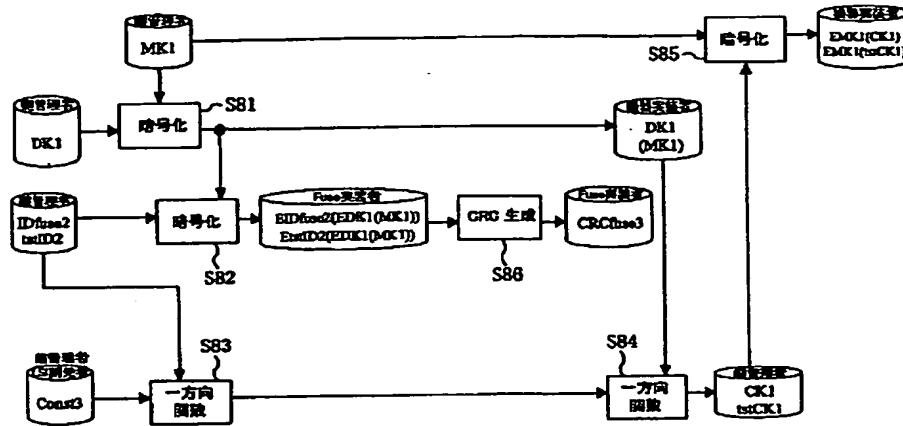 MK1
S85
暗号化
EMK1(CK1)
EMK1(tstCK1)
S81
DK1
暗号化
DK1
(MK1)
IDfuse2
tstID2
暗号化
S82
EIDfuse2(EDK1(MK1))
EtstID2(EDK1(MK1))
CRC 生成
S86
CRCfuse3
S83
S84
Const3
一方向
関数
一方向
関数
CK1
tstCK1